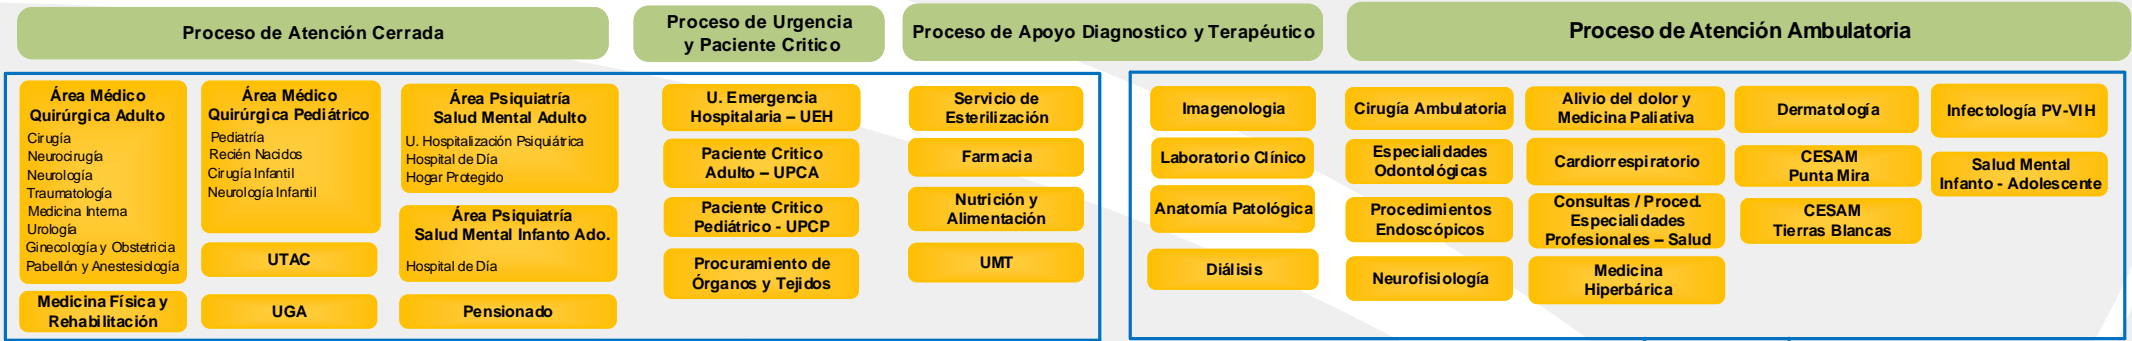 Proceso de Atención Cerrada
Proceso de Urgencia
y Paciente Critico
Proceso de Apoyo Diagnostico y Terapéutico
Proceso de Atención Ambulatoria
Área Médico
Quirúrgica Adulto
Cirugía
Neurocirugía
Neurología
Traumatología
Medicina Interna
Urología
Ginecología y Obstetricia
Pabellón y Anestesiología
Medicina Física y
Rehabilitación
Área Médico
Quirúrgica Pediátrico
Pediatría
Recién Nacidos
Cirugía Infantil
Neurología Infantil
UTAC
UGA
Área Psiquiatría
Salud Mental Adulto
U. Hospitalización Psiquiátrica
Hospital de Día
Hogar Protegido
Área Psiquiatría
Salud Mental Infanto Ado.
Hospital de Día
Pensionado
U. Emergencia
Hospitalaria – UEH
Paciente Critico
Adulto – UPCA
Paciente Critico
Pediátrico - UPCP
Procuramiento de
Órganos y Tejidos
Servicio de
Esterilización
Farmacia
Nutrición y
Alimentación
UMT
Imagenologia
Laboratorio Clínico
Anatomía Patológica
Diálisis
Cirugía Ambulatoria
Especialidades
Odontológicas
Procedimientos
Endoscópicos
Neurofisiología
Alivio del dolor y
Medicina Paliativa
Cardiorrespiratorio
Consultas / Proced.
Especialidades
Profesionales – Salud
Medicina
Hiperbárica
Dermatología
CESAM
Punta Mira
CESAM
Tierras Blancas
Infectología PV-VIH
Salud Mental
Infanto - Adolescente